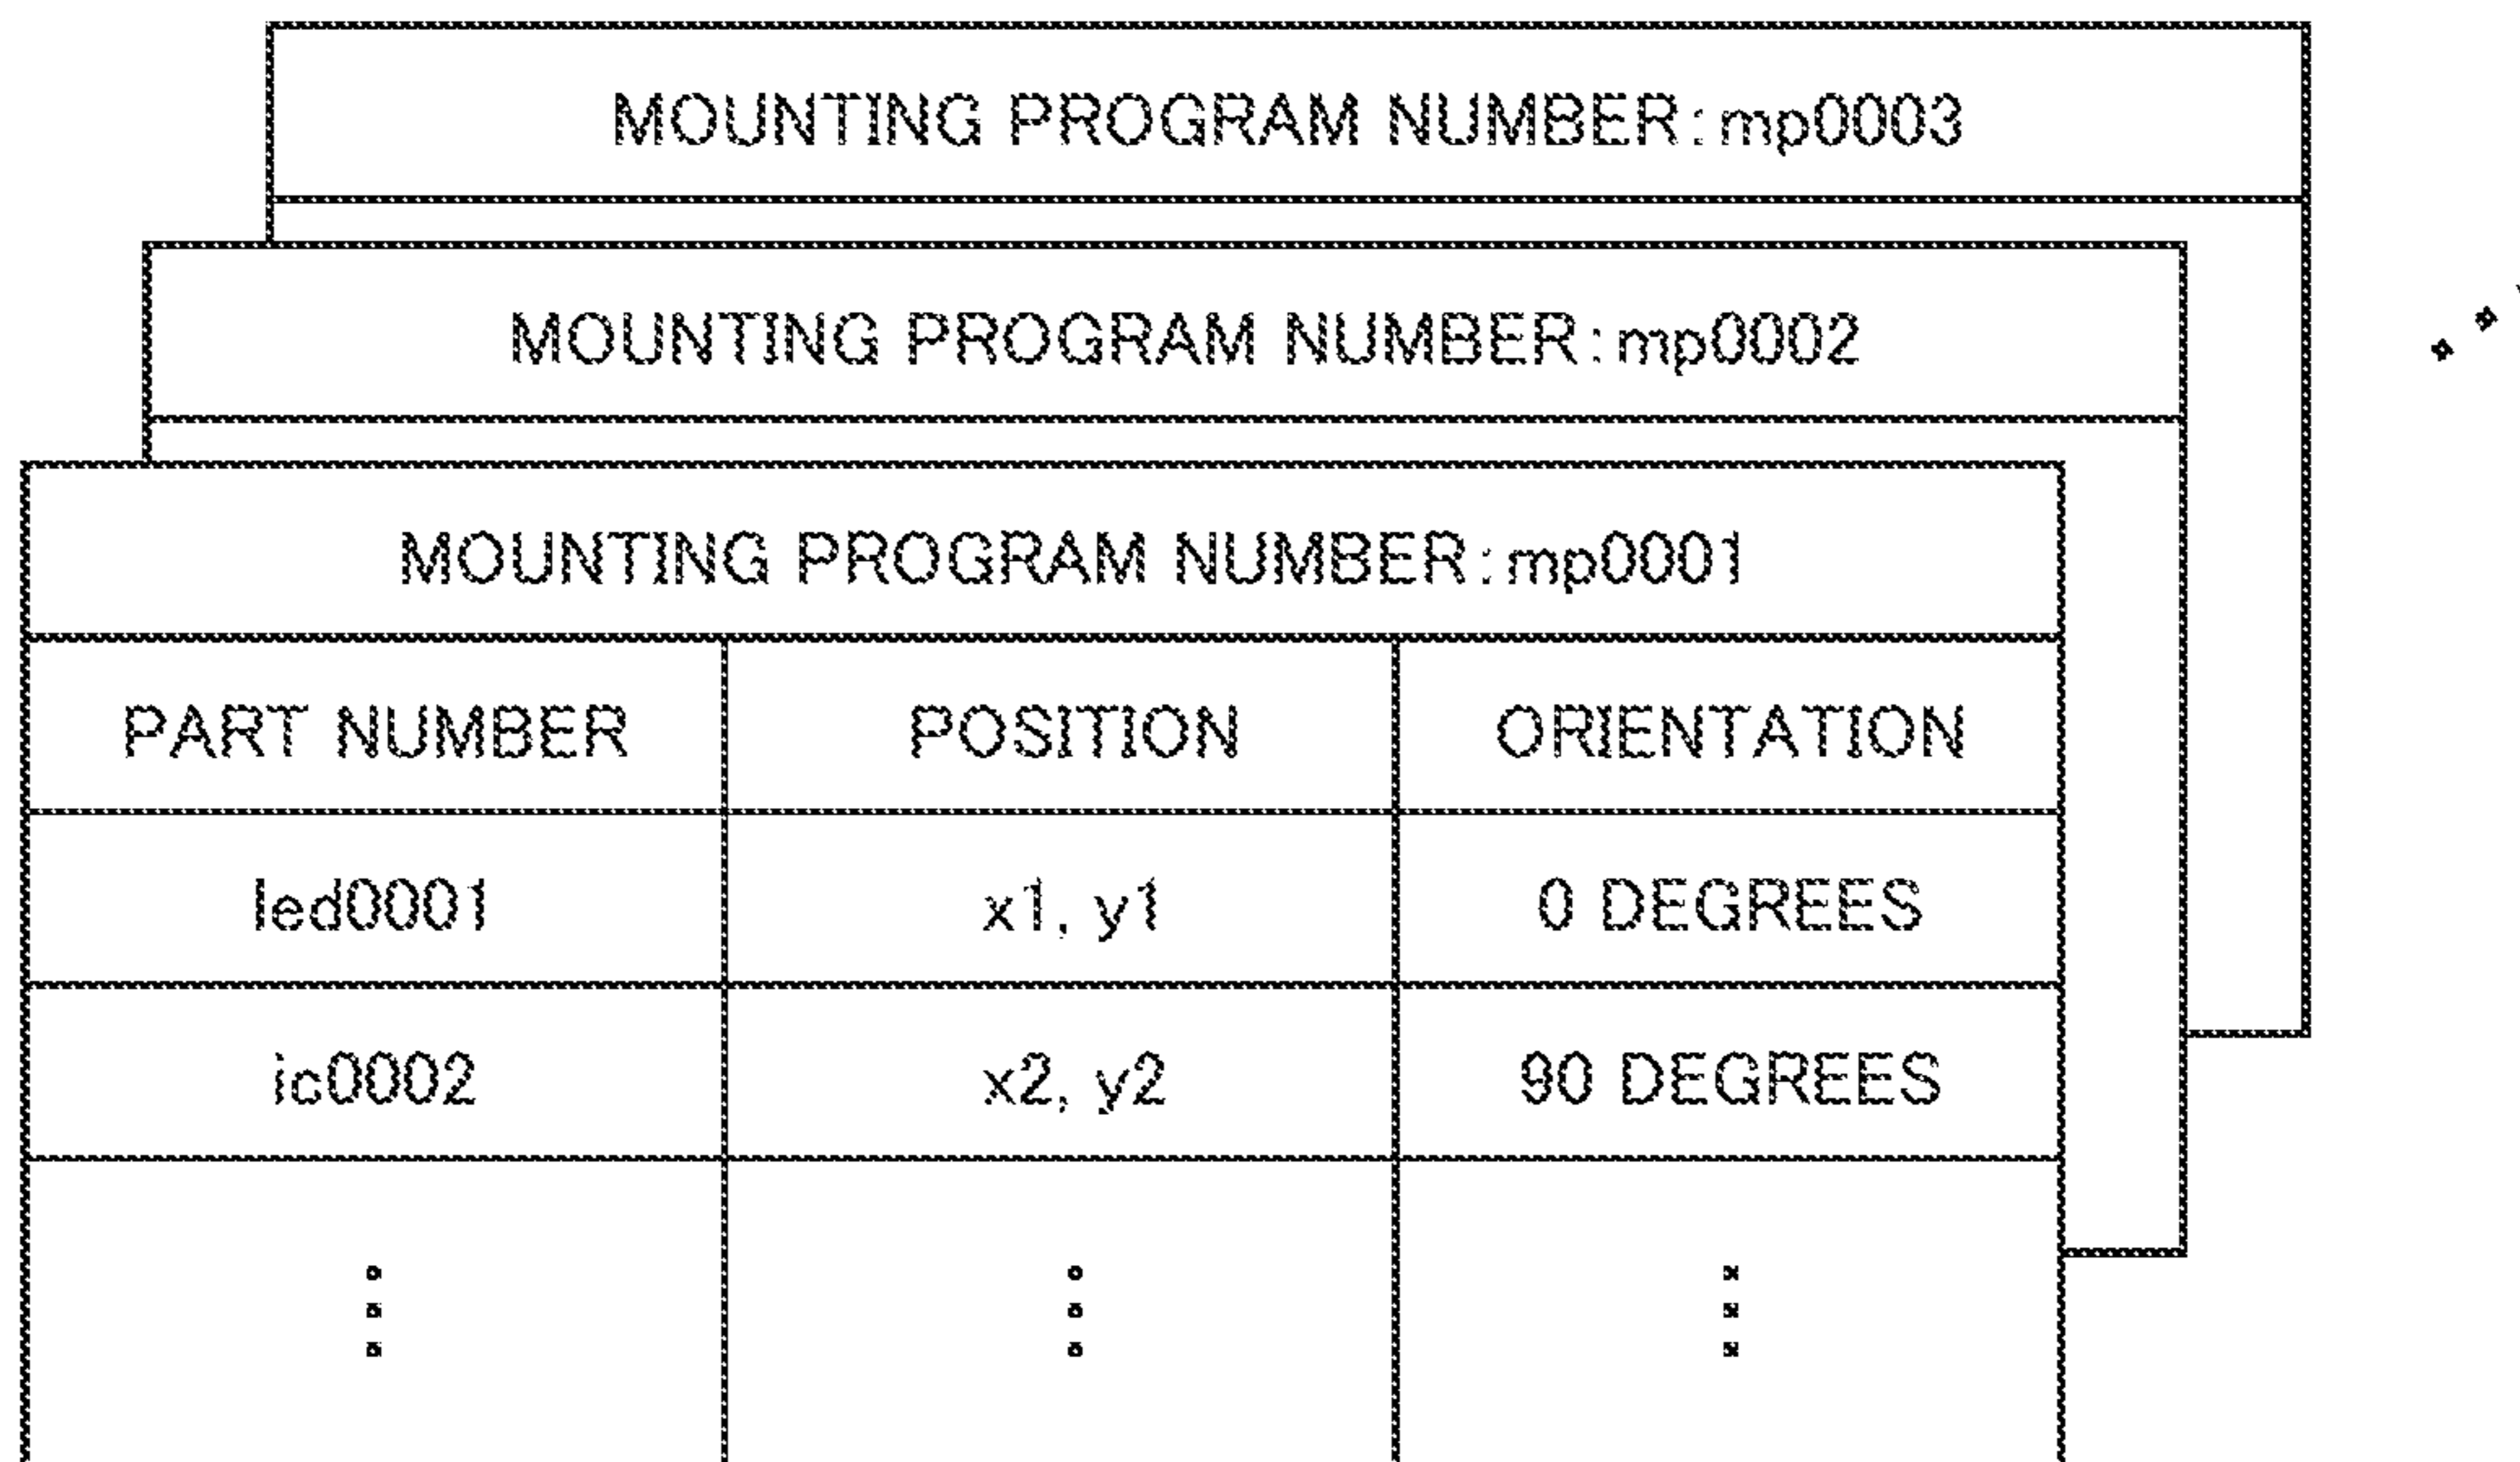 MOUNTING PROGRAM NUMBER:mp0003
MOUNTING PROGRAM NUMBER:mp0002
MOUNTING PROGRAM NUMBER:mp0001
PART NUMBER POSITION ORIENTATION
led0001 x1, y1 0 DEGREES
ic0002 x2, y2 90 DEGREES